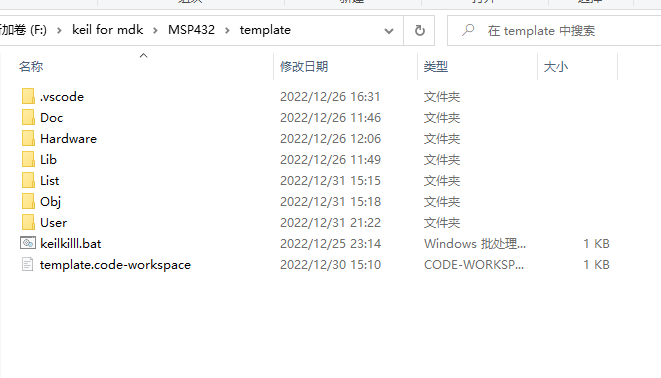 新加卷 (F:) › keil for mdk › MSP432 › template 在 template 中搜索
名称 修改日期 类型 大小
.vscode 2022/12/26 16:31 文件夹
Doc 2022/12/26 11:46 文件夹
Hardware 2022/12/26 12:06 文件夹
Lib 2022/12/26 11:49 文件夹
List 2022/12/31 15:15 文件夹
Obj 2022/12/31 15:18 文件夹
User 2022/12/31 21:22 文件夹
keilkilll.bat 2022/12/25 23:14 Windows 批处理... 1 KB
template.code-workspace 2022/12/30 15:10 CODE-WORKSP... 1 KB